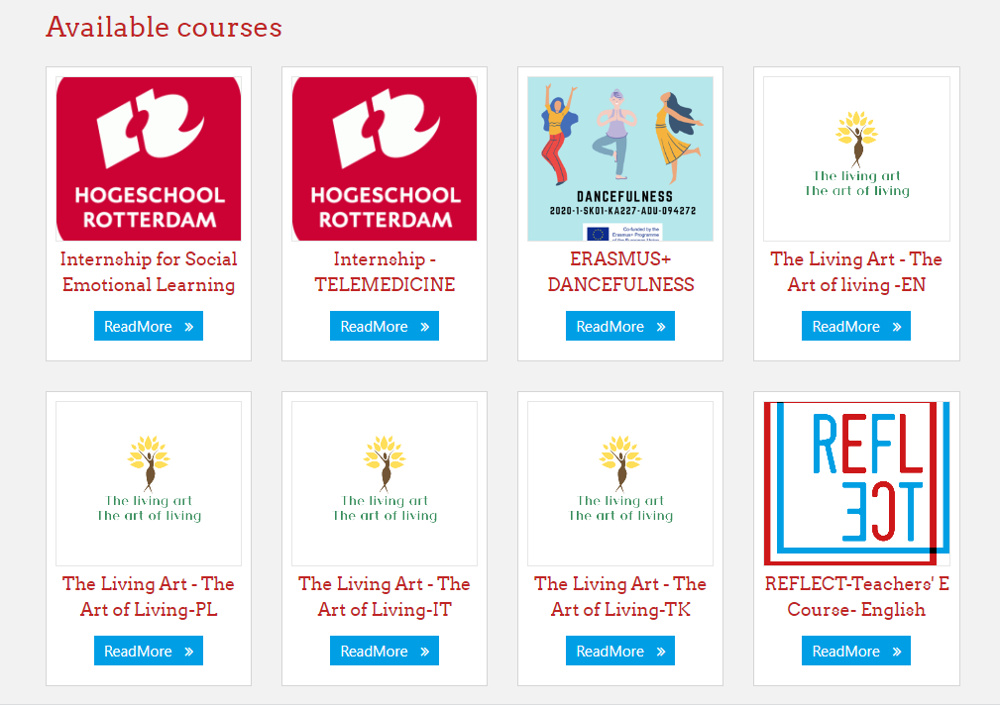 Available courses
HOGESCHOOL
ROTTERDAM
Internship for Social
Emotional Learning
ReadMore »
HOGESCHOOL
ROTTERDAM
Internship -
TELEMEDICINE
ReadMore »
DANCEFULNESS
2020-1-SK01-KA227-ADU-094272
Co-funded by the
Erasmus+ Programme
of the European Union
ERASMUS+
DANCEFULNESS
ReadMore »
The living art
The art of living
The Living Art - The
Art of living -EN
ReadMore »
The living art
The art of living
The Living Art - The
Art of Living-PL
ReadMore »
The living art
The art of living
The Living Art - The
Art of Living-IT
ReadMore »
The living art
The art of living
The Living Art - The
Art of Living-TK
ReadMore »
REFL
ECT
REFLECT-Teachers' E
Course- English
ReadMore »